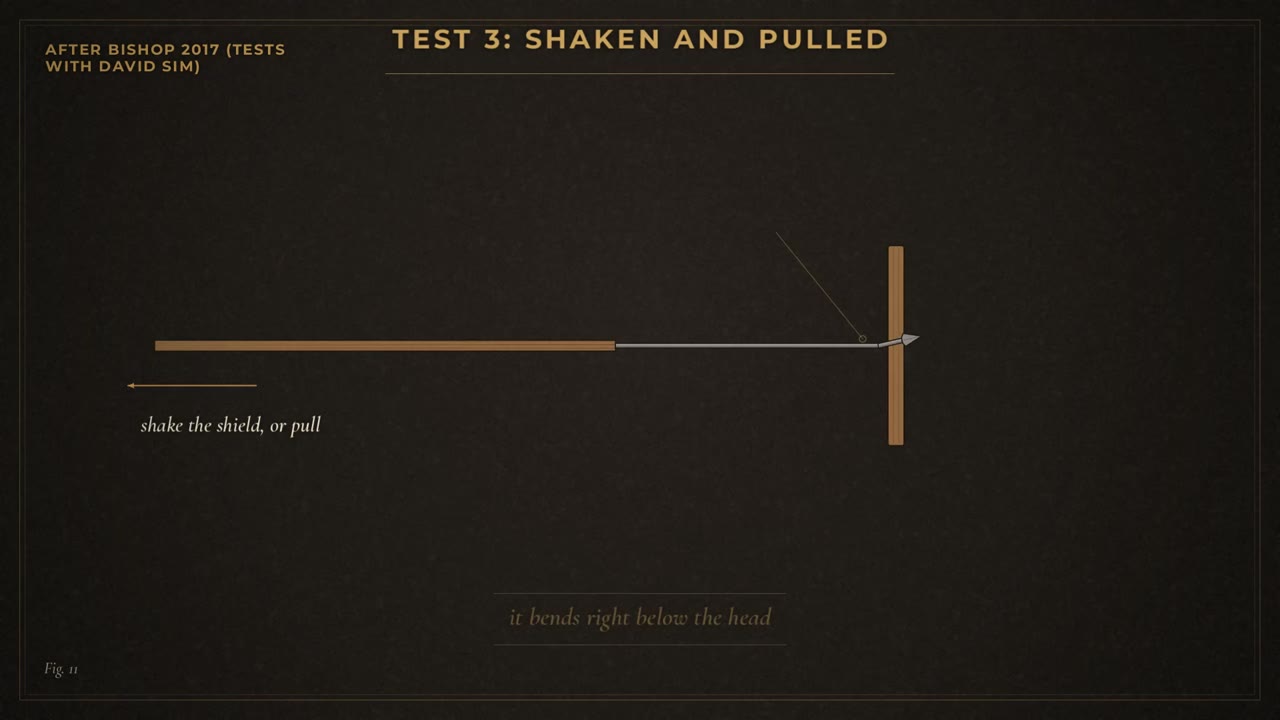 AFTER BISHOP 2017 (TESTS
WITH DAVID SIM)
TEST 3: SHAKEN AND PULLED
shake the shield, or pull
it bends right below the head
Fig. 11